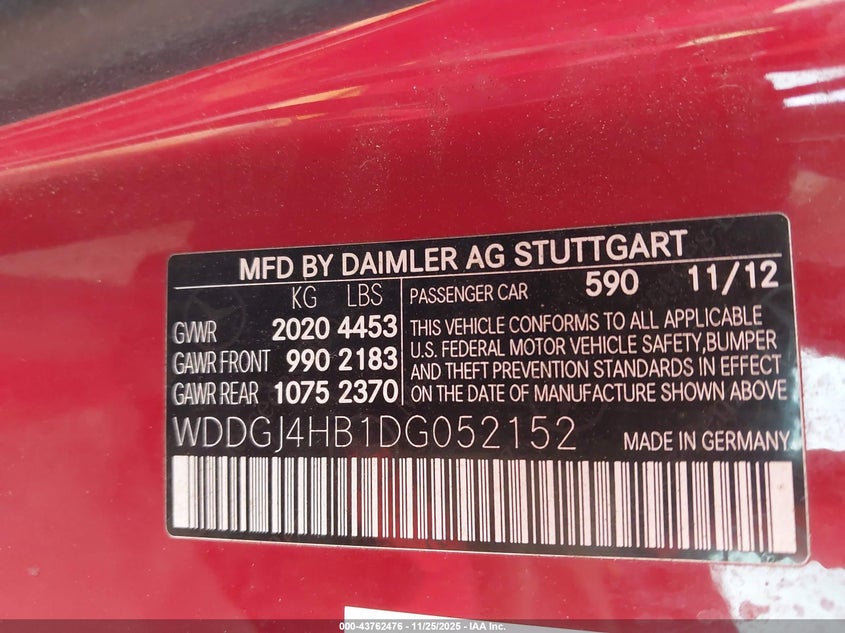 MFD BY DAIMLER AG STUTTGART
KG LBS
PASSENGER CAR 590 11/12
GVWR 2020 4453
GAWR FRONT 990 2183
GAWR REAR 1075 2370
THIS VEHICLE CONFORMS TO ALL APPLICABLE
U.S. FEDERAL MOTOR VEHICLE SAFETY,BUMPER
AND THEFT PREVENTION STANDARDS IN EFFECT
ON THE DATE OF MANUFACTURE SHOWN ABOVE
WDDGJ4HB1DG052152 MADE IN GERMANY
000-43762476 - 11/25/2025 - IAA Inc.